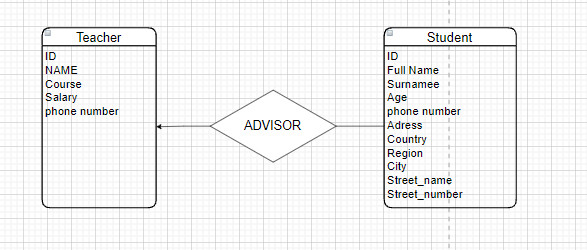 Teacher
ID
NAME
Course
Salary
phone number
ADVISOR
Student
ID
Full Name
Surnamee
Age
phone number
Adress
Country
Region
City
Street_name
Street_number